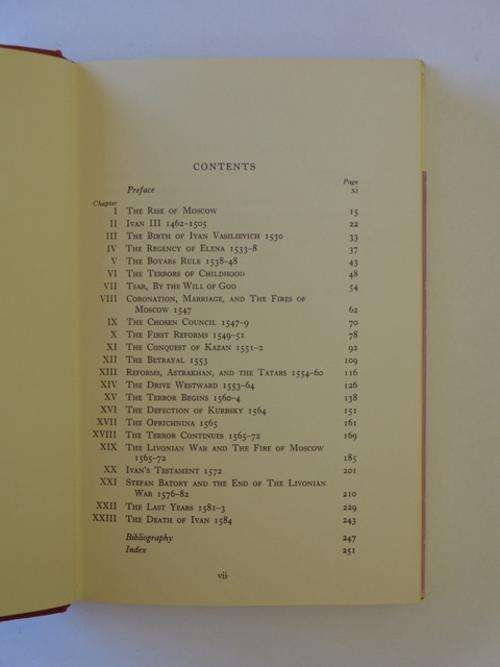 CONTENTS
Page
Preface xi
Chapter
I The Rise of Moscow 15
II Ivan III 1462–1505 22
III The Birth of Ivan Vasilievich 1530 33
IV The Regency of Elena 1533–8 37
V The Boyars Rule 1538–48 43
VI The Terrors of Childhood 48
VII Tsar, By the Will of God 54
VIII Coronation, Marriage, and The Fires of
Moscow 1547 62
IX The Chosen Council 1547–9 70
X The First Reforms 1549–51 78
XI The Conquest of Kazan 1551–2 92
XII The Betrayal 1553 109
XIII Reforms, Astrakhan, and the Tatars 1554–60 116
XIV The Drive Westward 1553–64 126
XV The Terror Begins 1560–4 138
XVI The Defection of Kurbsky 1564 151
XVII The Oprichnina 1565 161
XVIII The Terror Continues 1565–72 169
XIX The Livonian War and The Fire of Moscow
1565–72 185
XX Ivan's Testament 1572 201
XXI Stefan Batory and the End of The Livonian
War 1576–82 210
XXII The Last Years 1581–3 229
XXIII The Death of Ivan 1584 243
Bibliography 247
Index 251
vii